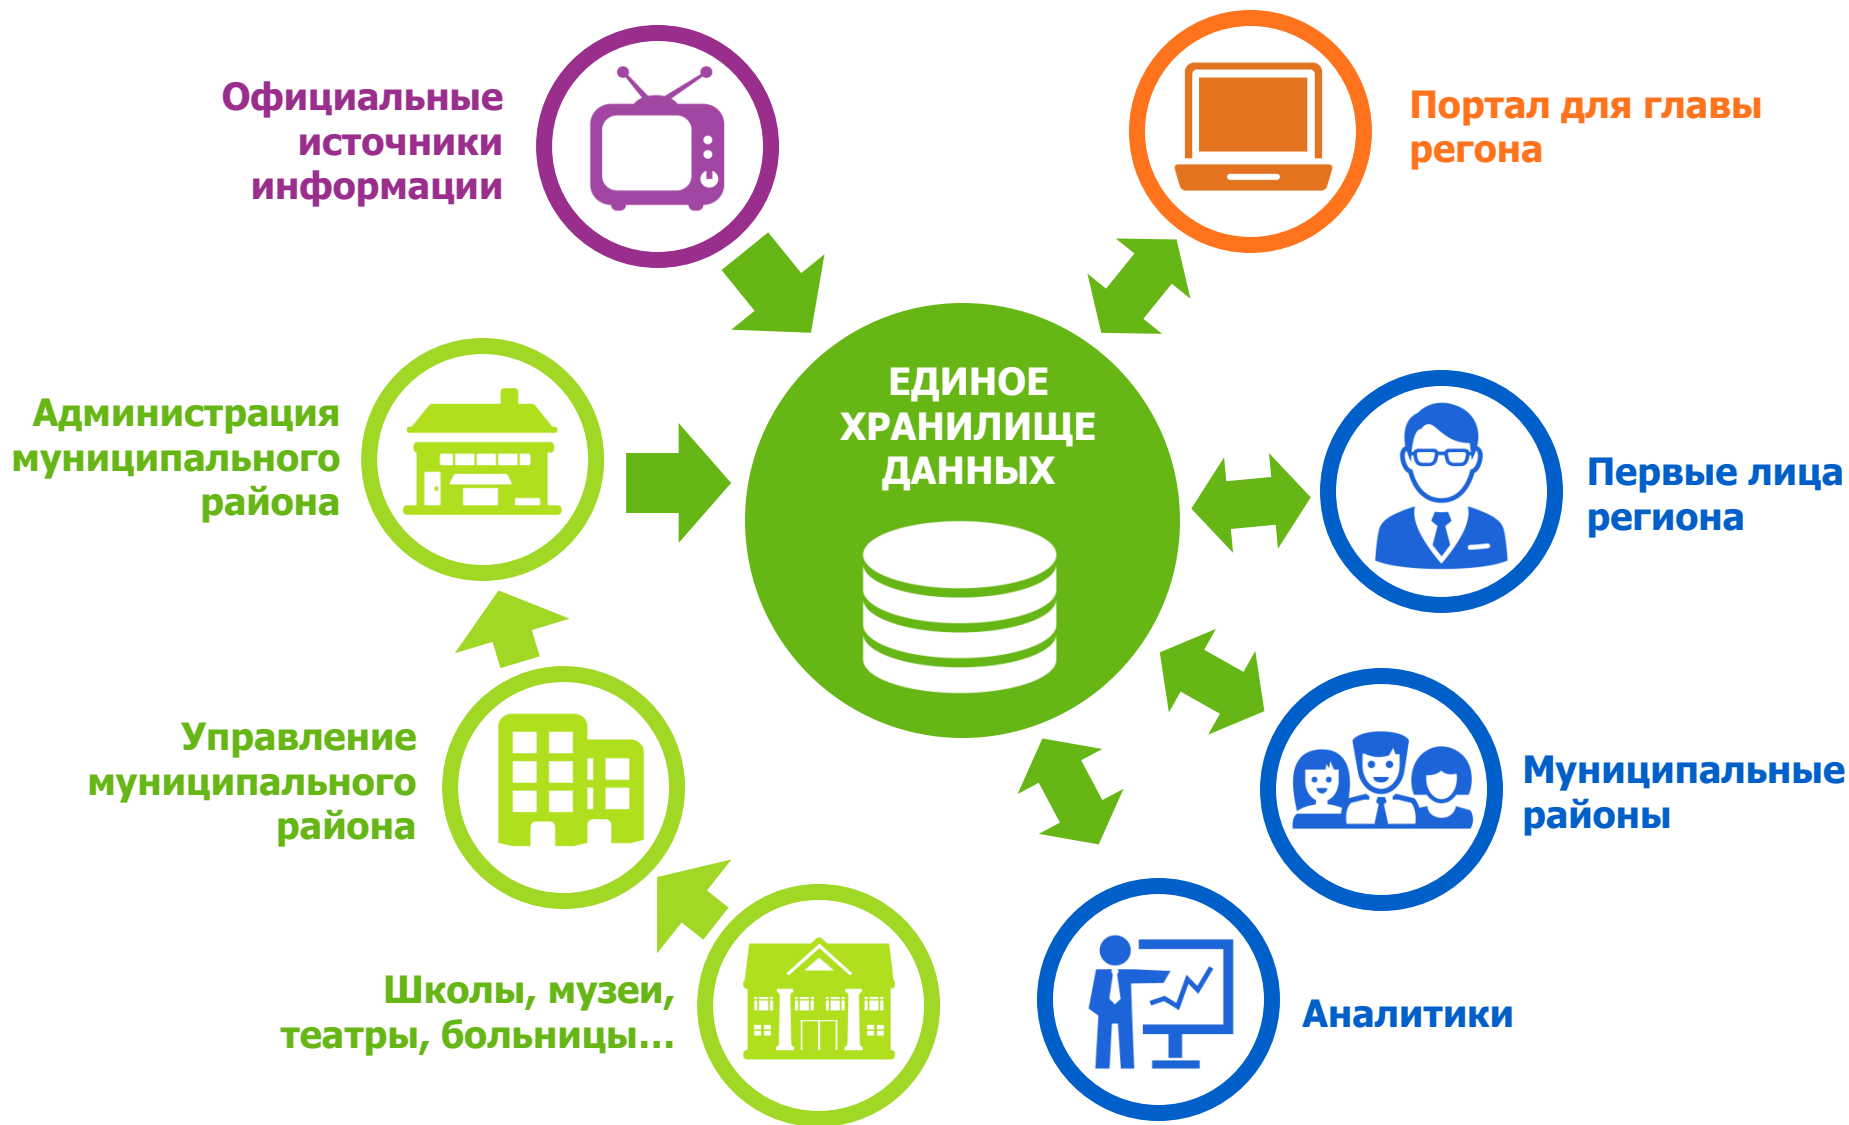 Официальные
источники
информации
Портал для главы
регона
ЕДИНОЕ
ХРАНИЛИЩЕ
ДАННЫХ
Администрация
муниципального
района
Первые лица
региона
Управление
муниципального
района
Муниципальные
районы
Школы, музеи,
театры, больницы...
Аналитики